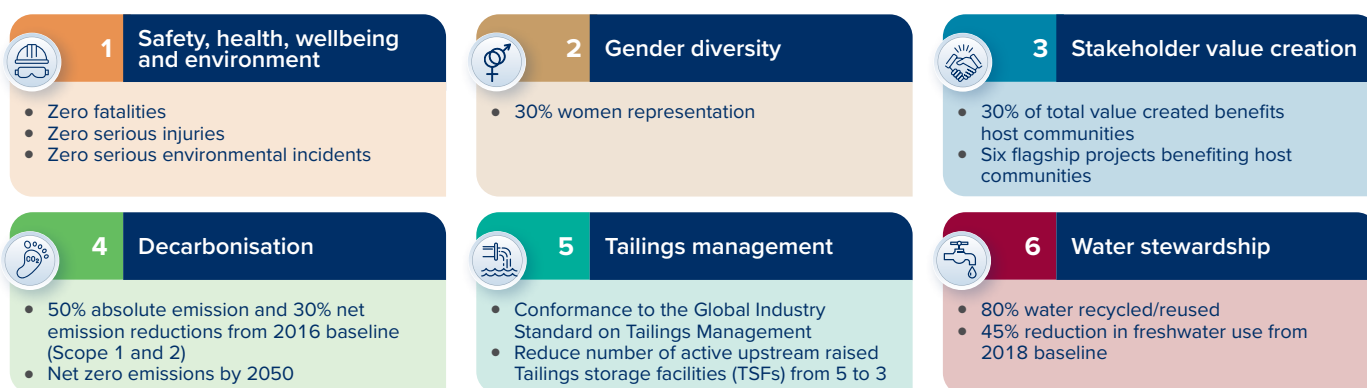 1
Safety, health, wellbeing
and environment
• Zero fatalities
• Zero serious injuries
• Zero serious environmental incidents
2
Gender diversity
• 30% women representation
3
Stakeholder value creation
• 30% of total value created benefits
host communities
• Six flagship projects benefiting host
communities
CO₂
4
Decarbonisation
• 50% absolute emission and 30% net
emission reductions from 2016 baseline
(Scope 1 and 2)
• Net zero emissions by 2050
5
Tailings management
• Conformance to the Global Industry
Standard on Tailings Management
• Reduce number of active upstream raised
Tailings storage facilities (TSFs) from 5 to 3
6
Water stewardship
• 80% water recycled/reused
• 45% reduction in freshwater use from
2018 baseline